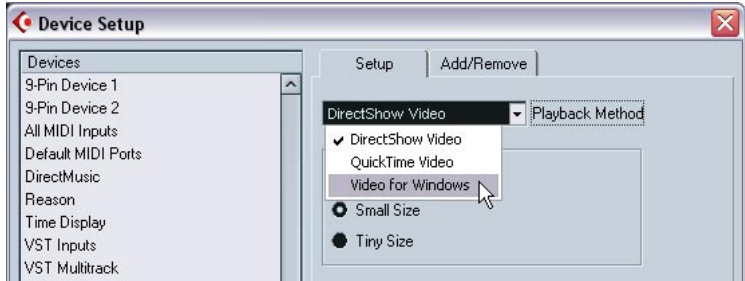 Device Setup
Devices
9-Pin Device 1
9-Pin Device 2
All MIDI Inputs
Default MIDI Ports
DirectMusic
Reason
Time Display
VST Inputs
VST Multitrack
Setup
Add/Remove
DirectShow Video
Playback Method
DirectShow Video
QuickTime Video
Video for Windows
Small Size
Tiny Size